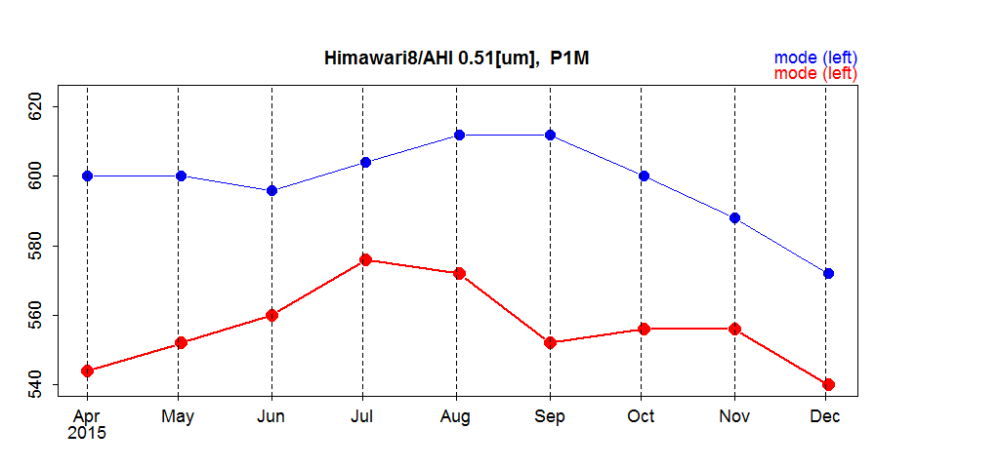 Himawari8/AHI 0.51[um],  P1M
mode (left)
mode (left)
620
600
580
560
540
Apr May Jun Jul Aug Sep Oct Nov Dec
2015